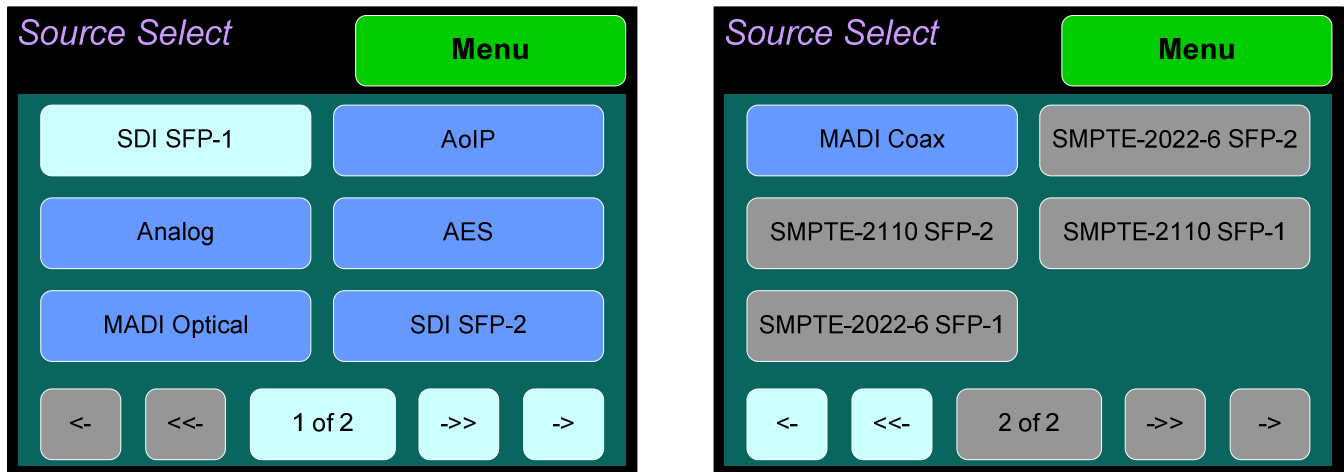 Source Select
Menu
SDI SFP-1
AoIP
Analog
AES
MADI Optical
SDI SFP-2
<-
<<-
1 of 2
->>
->
Source Select
Menu
MADI Coax
SMPTE-2022-6 SFP-2
SMPTE-2110 SFP-2
SMPTE-2110 SFP-1
SMPTE-2022-6 SFP-1
<-
<<-
2 of 2
->>
->